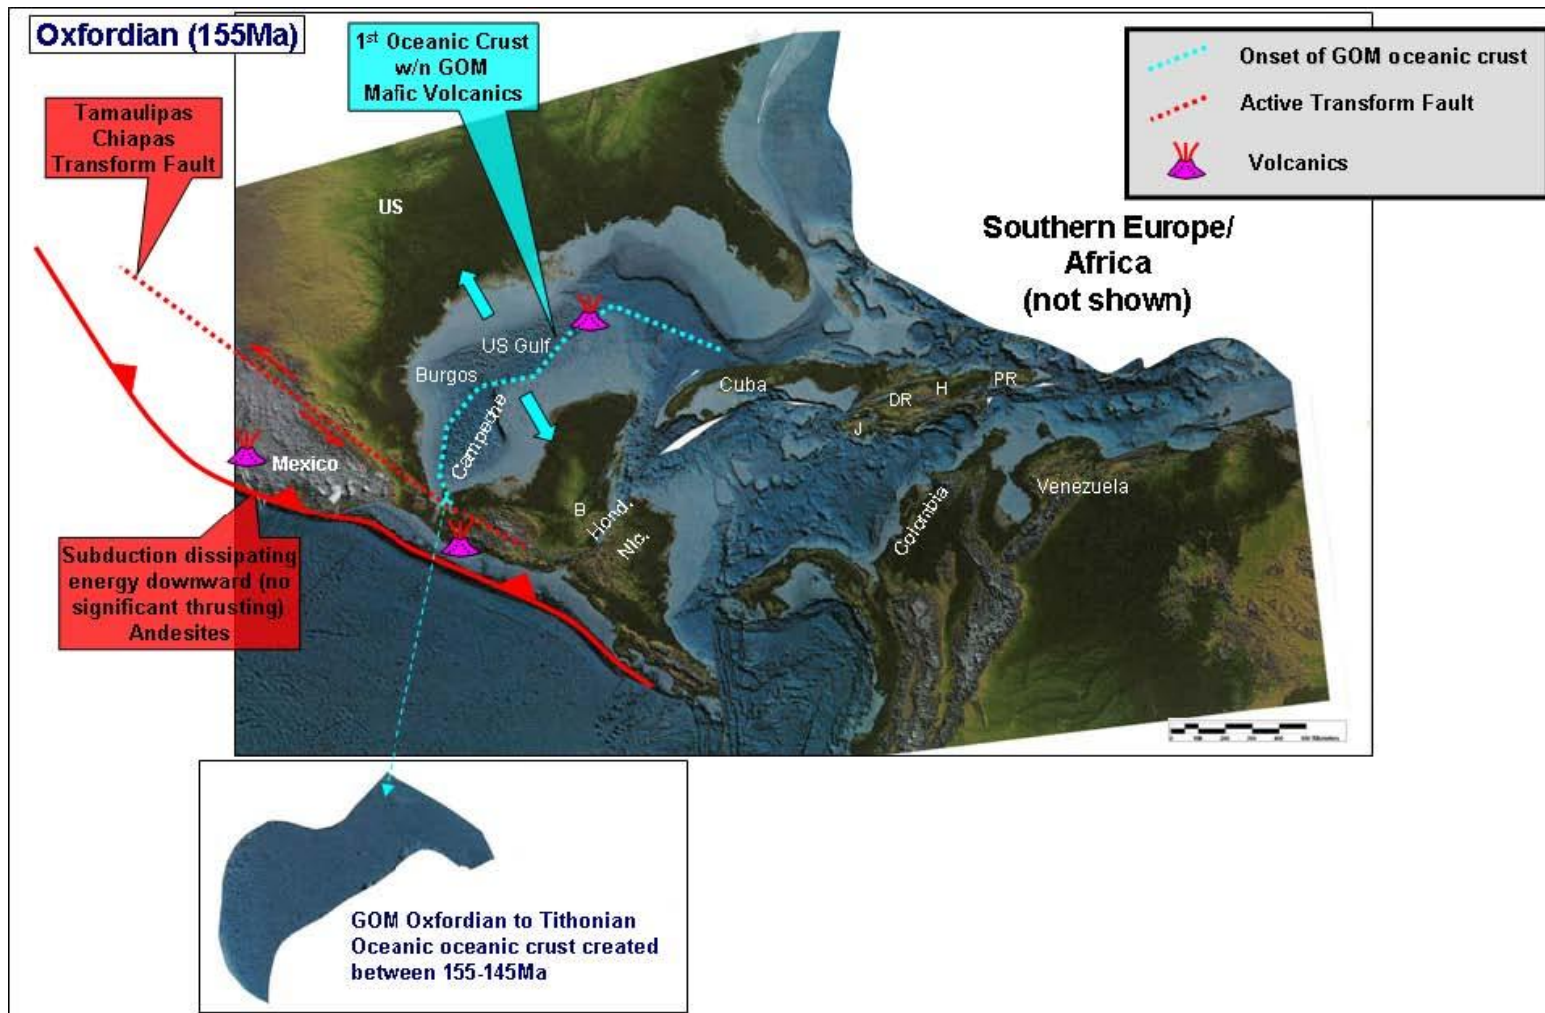 Oxfordian (155Ma)
1st Oceanic Crust
w/n GOM
Mafic Volcanics
Onset of GOM oceanic crust
Active Transform Fault
Volcanics
Tamaulipas
Chiapas
Transform Fault
US
Southern Europe/
Africa
(not shown)
US Gulf
Burgos
Campeche
Cuba
DR
H
PR
J
Mexico
B
Hond.
Nic.
Colombia
Venezuela
Subduction dissipating
energy downward (no
significant thrusting)
Andesites
GOM Oxfordian to Tithonian
Oceanic oceanic crust created
between 155-145Ma